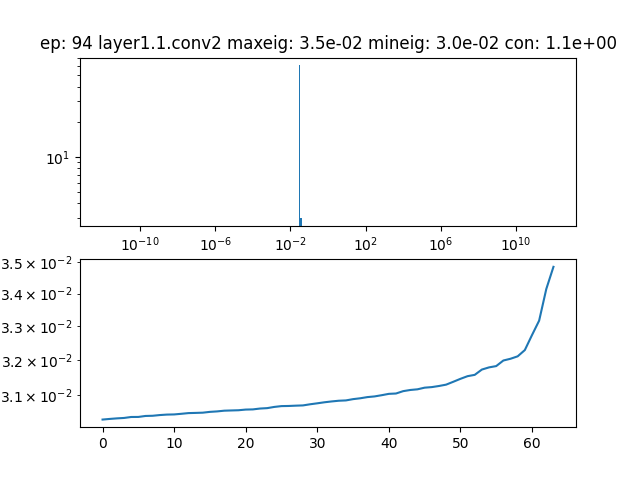 ep: 94 layer1.1.conv2 maxeig: 3.5e-02 mineig: 3.0e-02 con: 1.1e+00
10¹
10⁻¹⁰ 10⁻⁶ 10⁻² 10² 10⁶ 10¹⁰
3.5 × 10⁻²
3.4 × 10⁻²
3.3 × 10⁻²
3.2 × 10⁻²
3.1 × 10⁻²
0 10 20 30 40 50 60